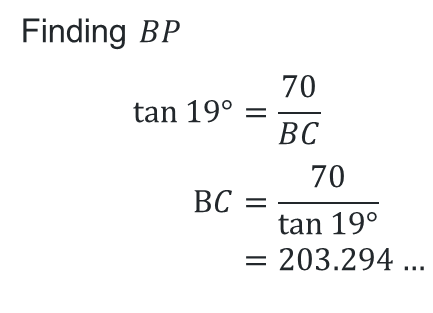 Finding BP
tan 19° = 70/BC
BC = 70/tan 19°
= 203.294 ...